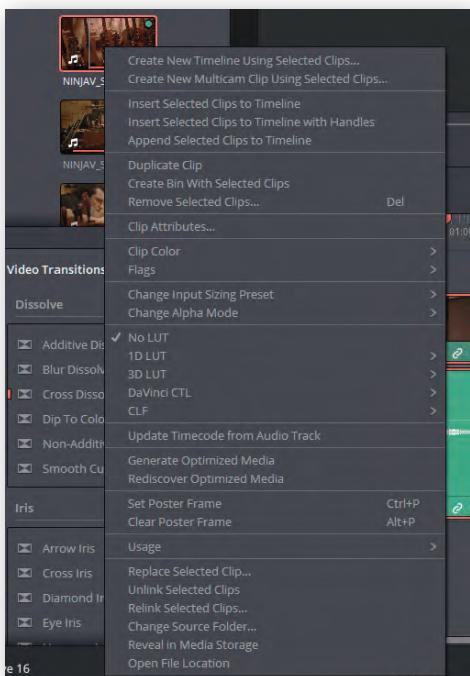 NINJAV_S
NINJAV_S
Create New Timeline Using Selected Clips...
Create New Multicam Clip Using Selected Clips...
Insert Selected Clips to Timeline
Insert Selected Clips to Timeline with Handles
Append Selected Clips to Timeline
Duplicate Clip
Create Bin With Selected Clips
Remove Selected Clips... Del
Clip Attributes...
Clip Color
Flags
Change Input Sizing Preset
Change Alpha Mode
No LUT
1D LUT
3D LUT
DaVinci CTL
CLF
Update Timecode from Audio Track
Generate Optimized Media
Rediscover Optimized Media
Set Poster Frame Ctrl+P
Clear Poster Frame Alt+P
Usage
Replace Selected Clip...
Unlink Selected Clips
Relink Selected Clips...
Change Source Folder...
Reveal in Media Storage
Open File Location
Video Transitions
Dissolve
Additive Dis
Blur Dissolv
Cross Disso
Dip To Colo
Non-Additi
Smooth Cu
Iris
Arrow Iris
Cross Iris
Diamond Ir
Eye Iris
ve 16
01:00